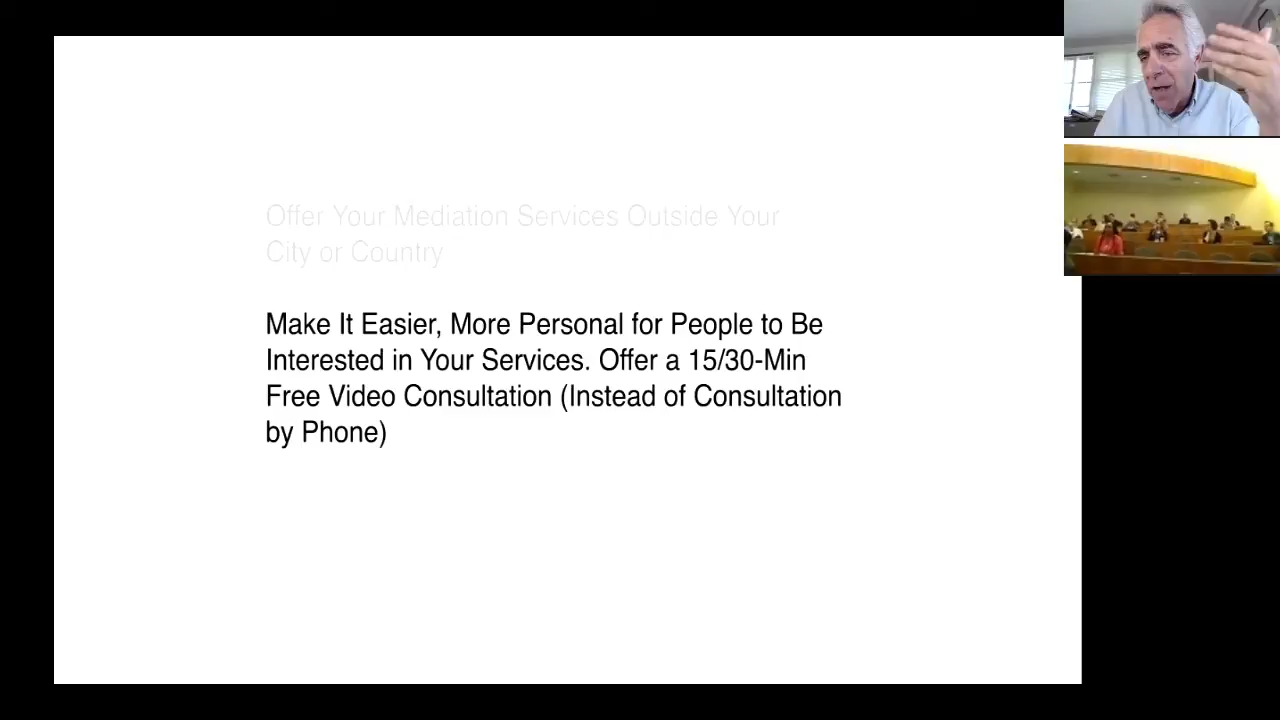 Offer Your Mediation Services Outside Your
City or Country
Make It Easier, More Personal for People to Be
Interested in Your Services. Offer a 15/30-Min
Free Video Consultation (Instead of Consultation
by Phone)